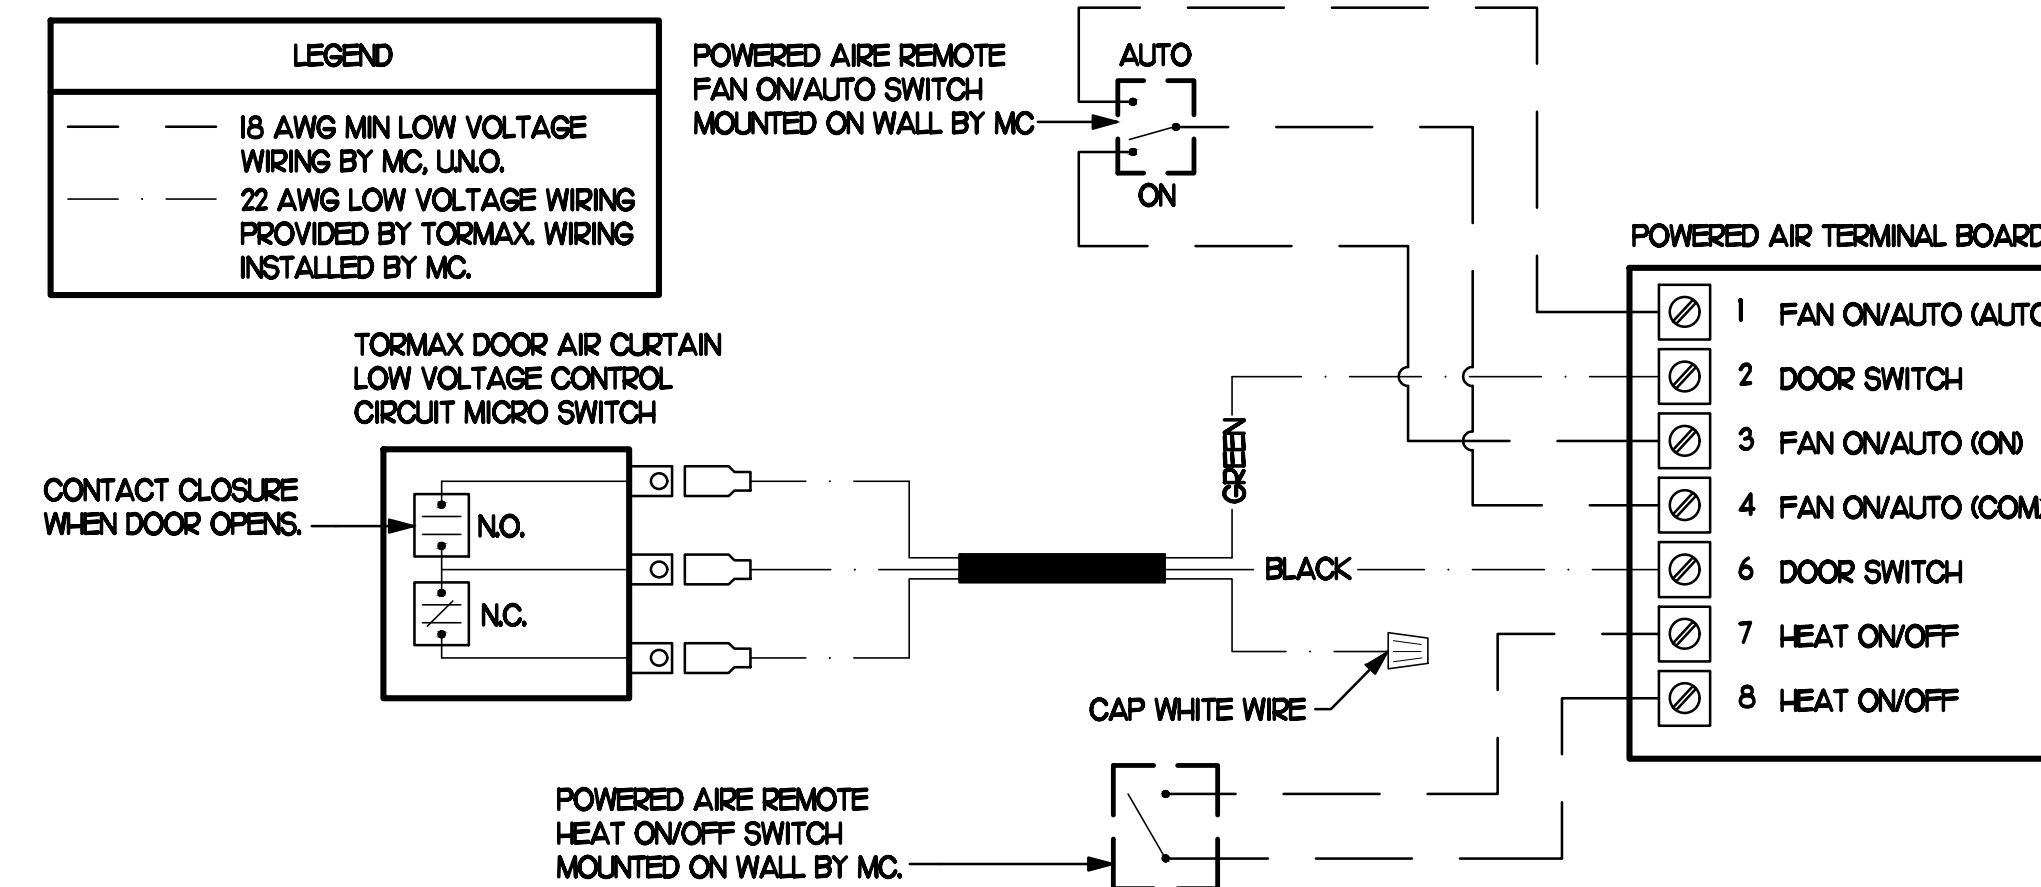 LEGEND
18 AWG MIN LOW VOLTAGE
WIRING BY MC, U.N.O.
22 AWG LOW VOLTAGE WIRING
PROVIDED BY TORMAX. WIRING
INSTALLED BY MC.
POWERED AIRE REMOTE
FAN ON/AUTO SWITCH
MOUNTED ON WALL BY MC
AUTO
ON
POWERED AIR TERMINAL BOARD
1 FAN ON/AUTO (AUTO
2 DOOR SWITCH
3 FAN ON/AUTO (ON)
4 FAN ON/AUTO (COM
6 DOOR SWITCH
7 HEAT ON/OFF
8 HEAT ON/OFF
TORMAX DOOR AIR CURTAIN
LOW VOLTAGE CONTROL
CIRCUIT MICRO SWITCH
CONTACT CLOSURE
WHEN DOOR OPENS.
N.O.
N.C.
GREEN
BLACK
CAP WHITE WIRE
POWERED AIRE REMOTE
HEAT ON/OFF SWITCH
MOUNTED ON WALL BY MC.